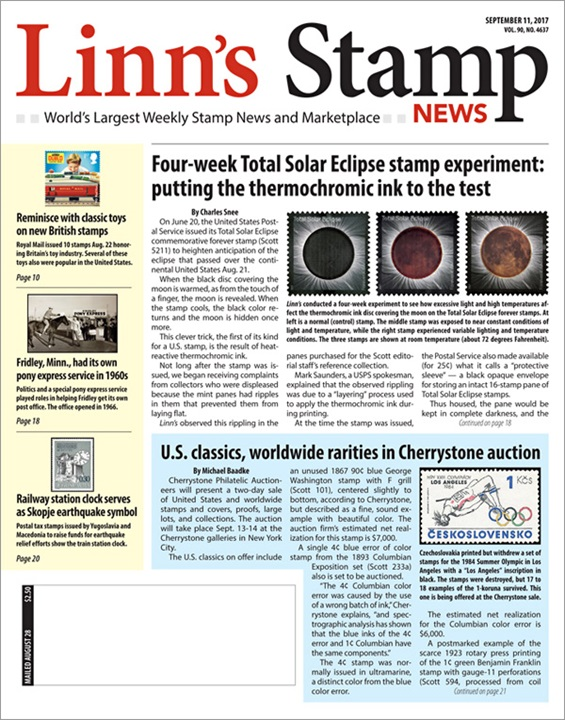 SEPTEMBER 11, 2017
VOL. 90, NO. 4637
Linn's Stamp
NEWS
World's Largest Weekly Stamp News and Marketplace
Reminisce with classic toys
on new British stamps
Royal Mail issued 10 stamps Aug. 22 honor-
ing Britain's toy industry. Several of these
toys also were popular in the United States.
Page 10
PONY EXPRESS
Fridley, Minn., had its own
pony express service in 1960s
Politics and a special pony express service
played roles in helping Fridley get its own
post office. The office opened in 1966.
Page 18
Railway station clock serves
as Skopje earthquake symbol
Postal tax stamps issued by Yugoslavia and
Macedonia to raise funds for earthquake
relief efforts show the train station clock.
Page 20
Four-week Total Solar Eclipse stamp experiment:
putting the thermochromic ink to the test
By Charles Snee
On June 20, the United States Post-
al Service issued its Total Solar Eclipse
commemorative forever stamp (Scott
5211) to heighten anticipation of the
eclipse that passed over the conti-
nental United States Aug. 21.
When the black disc covering the
moon is warmed, as from the touch of
a finger, the moon is revealed. When
the stamp cools, the black color re-
turns and the moon is hidden once
more.
This clever trick, the first of its kind
for a U.S. stamp, is the result of heat-
reactive thermochromic ink.
Not long after the stamp was is-
sued, we began receiving complaints
from collectors who were displeased
because the mint panes had ripples
in them that prevented them from
laying flat.
Linn's observed this rippling in the
Linn's conducted a four-week experiment to see how excessive light and high temperatures af-
fect the thermochromic ink disc covering the moon on the Total Solar Eclipse forever stamps. At
left is a normal (control) stamp. The middle stamp was exposed to near constant conditions of
light and temperature, while the right stamp experienced variable lighting and temperature
conditions. The three stamps are shown at room temperature (about 72 degrees Fahrenheit).
panes purchased for the Scott edito-
rial staff's reference collection.
Mark Saunders, a USPS spokesman,
explained that the observed rippling
was due to a "layering" process used
to apply the thermochromic ink dur-
ing printing.
At the time the stamp was issued,
the Postal Service also made available
(for 25¢) what it calls a "protective
sleeve" — a black opaque envelope
for storing an intact 16-stamp pane of
Total Solar Eclipse stamps.
Thus housed, the pane would be
kept in complete darkness, and the
Continued on page 18
U.S. classics, worldwide rarities in Cherrystone auction
By Michael Baadke
Cherrystone Philatelic Auction-
eers will present a two-day sale
of United States and worldwide
stamps and covers, proofs, large
lots, and collections. The auction
will take place Sept. 13-14 at the
Cherrystone galleries in New York
City.
The U.S. classics on offer include
an unused 1867 90¢ blue George
Washington stamp with F grill
(Scott 101), centered slightly to
bottom, according to Cherrystone,
but described as a fine, sound ex-
ample with beautiful color. The
auction firm's estimated net real-
ization for this stamp is $7,000.
A single 4¢ blue error of color
stamp from the 1893 Columbian
Exposition set (Scott 233a)
also is set to be auctioned.
"The 4¢ Columbian color
error was caused by the use
of a wrong batch of ink," Cher-
rystone explains, "and spec-
trographic analysis has shown
that the blue inks of the 4¢
error and 1¢ Columbian have
the same components."
The 4¢ stamp was nor-
mally issued in ultramarine,
a distinct color from the blue
color error.
LOS ANGELES
1984
1 Kčs
ČESKOSLOVENSKO
Czechoslovakia printed but withdrew a set of
stamps for the 1984 Summer Olympic in Los
Angeles with a "Los Angeles" inscription in
black. The stamps were destroyed, but 17 to
18 examples of the 1-koruna survived. This
one is being offered at the Cherrystone sale.
The estimated net realization
for the Columbian color error is
$6,000.
A postmarked example of the
scarce 1923 rotary press printing
of the 1¢ green Benjamin Franklin
stamp with gauge-11 perforations
(Scott 594, processed from coil
Continued on page 21
$2.50
MAILED AUGUST 28